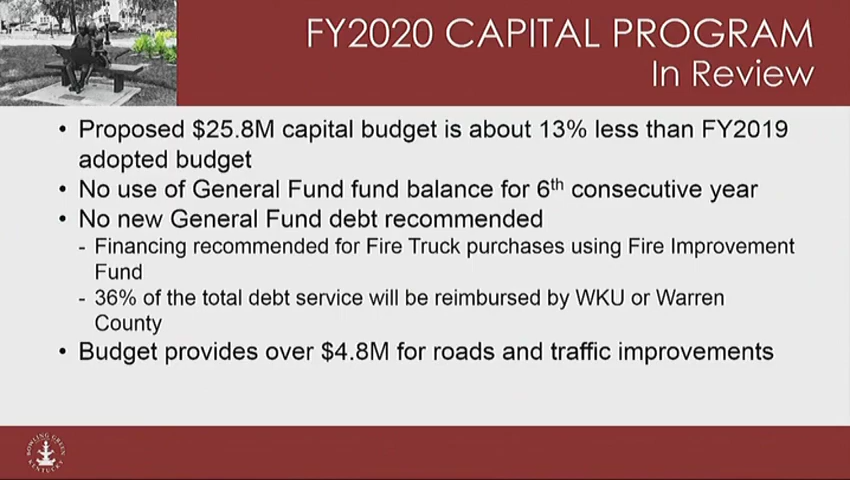 FY2020 CAPITAL PROGRAM
In Review
• Proposed $25.8M capital budget is about 13% less than FY2019
adopted budget
• No use of General Fund fund balance for 6th consecutive year
• No new General Fund debt recommended
- Financing recommended for Fire Truck purchases using Fire Improvement
Fund
- 36% of the total debt service will be reimbursed by WKU or Warren
County
• Budget provides over $4.8M for roads and traffic improvements
BOWLING GREEN
KENTUCKY